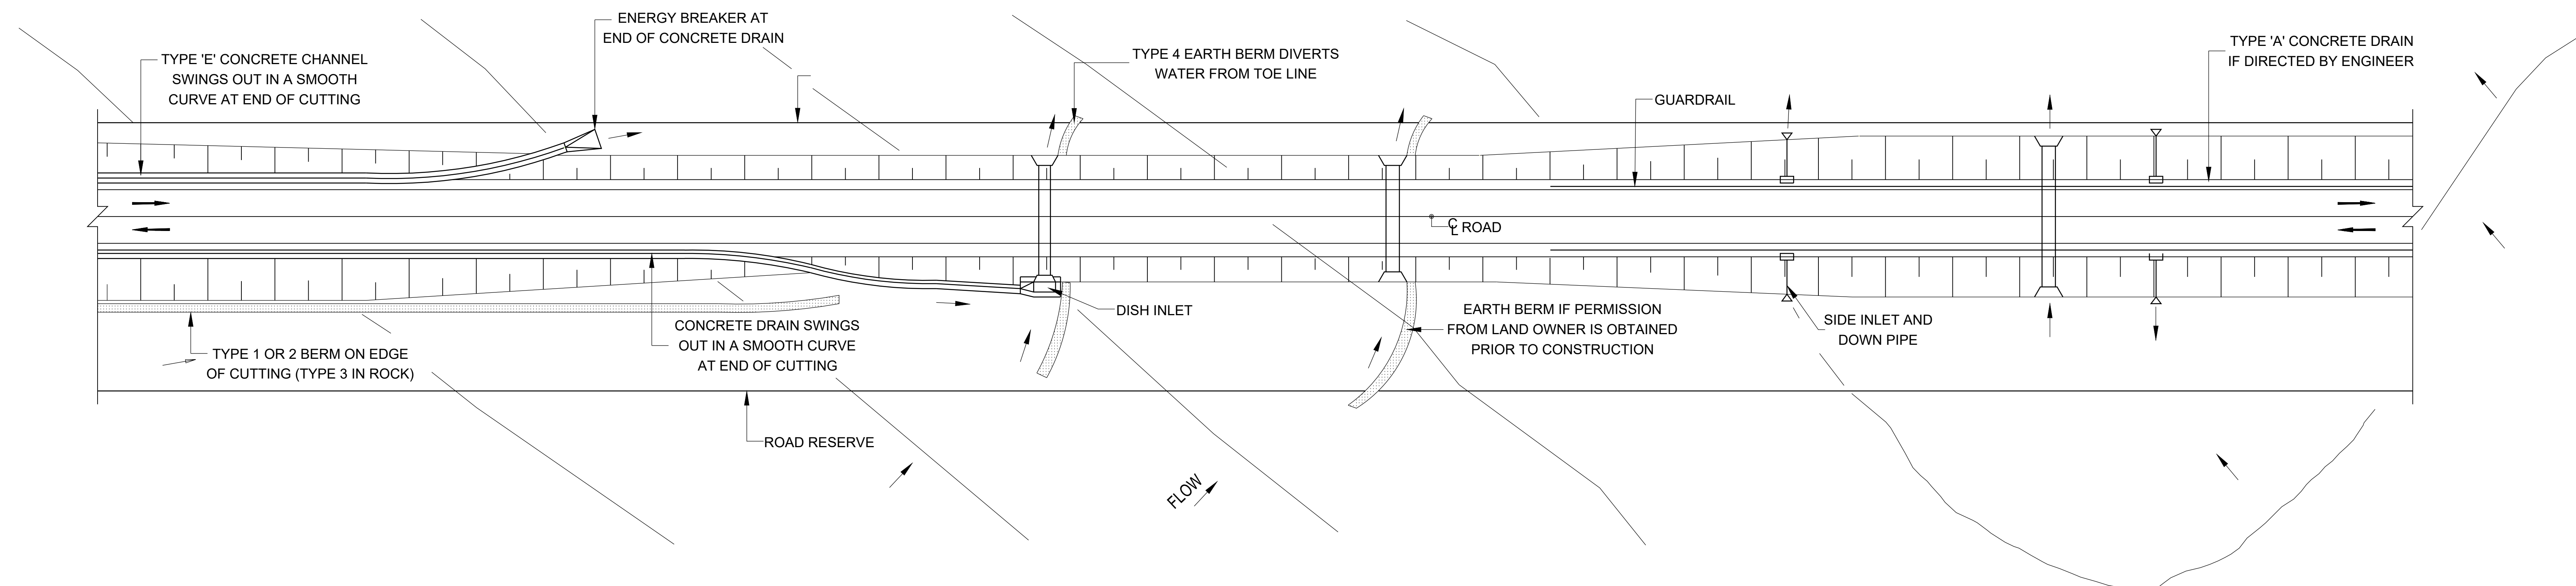 ENERGY BREAKER AT
END OF CONCRETE DRAIN
TYPE 'E' CONCRETE CHANNEL
SWINGS OUT IN A SMOOTH
CURVE AT END OF CUTTING
TYPE 4 EARTH BERM DIVERTS
WATER FROM TOE LINE
TYPE 'A' CONCRETE DRAIN
IF DIRECTED BY ENGINEER
GUARDRAIL
CL ROAD
DISH INLET
EARTH BERM IF PERMISSION
FROM LAND OWNER IS OBTAINED
PRIOR TO CONSTRUCTION
SIDE INLET AND
DOWN PIPE
CONCRETE DRAIN SWINGS
OUT IN A SMOOTH CURVE
AT END OF CUTTING
TYPE 1 OR 2 BERM ON EDGE
OF CUTTING (TYPE 3 IN ROCK)
ROAD RESERVE
FLOW